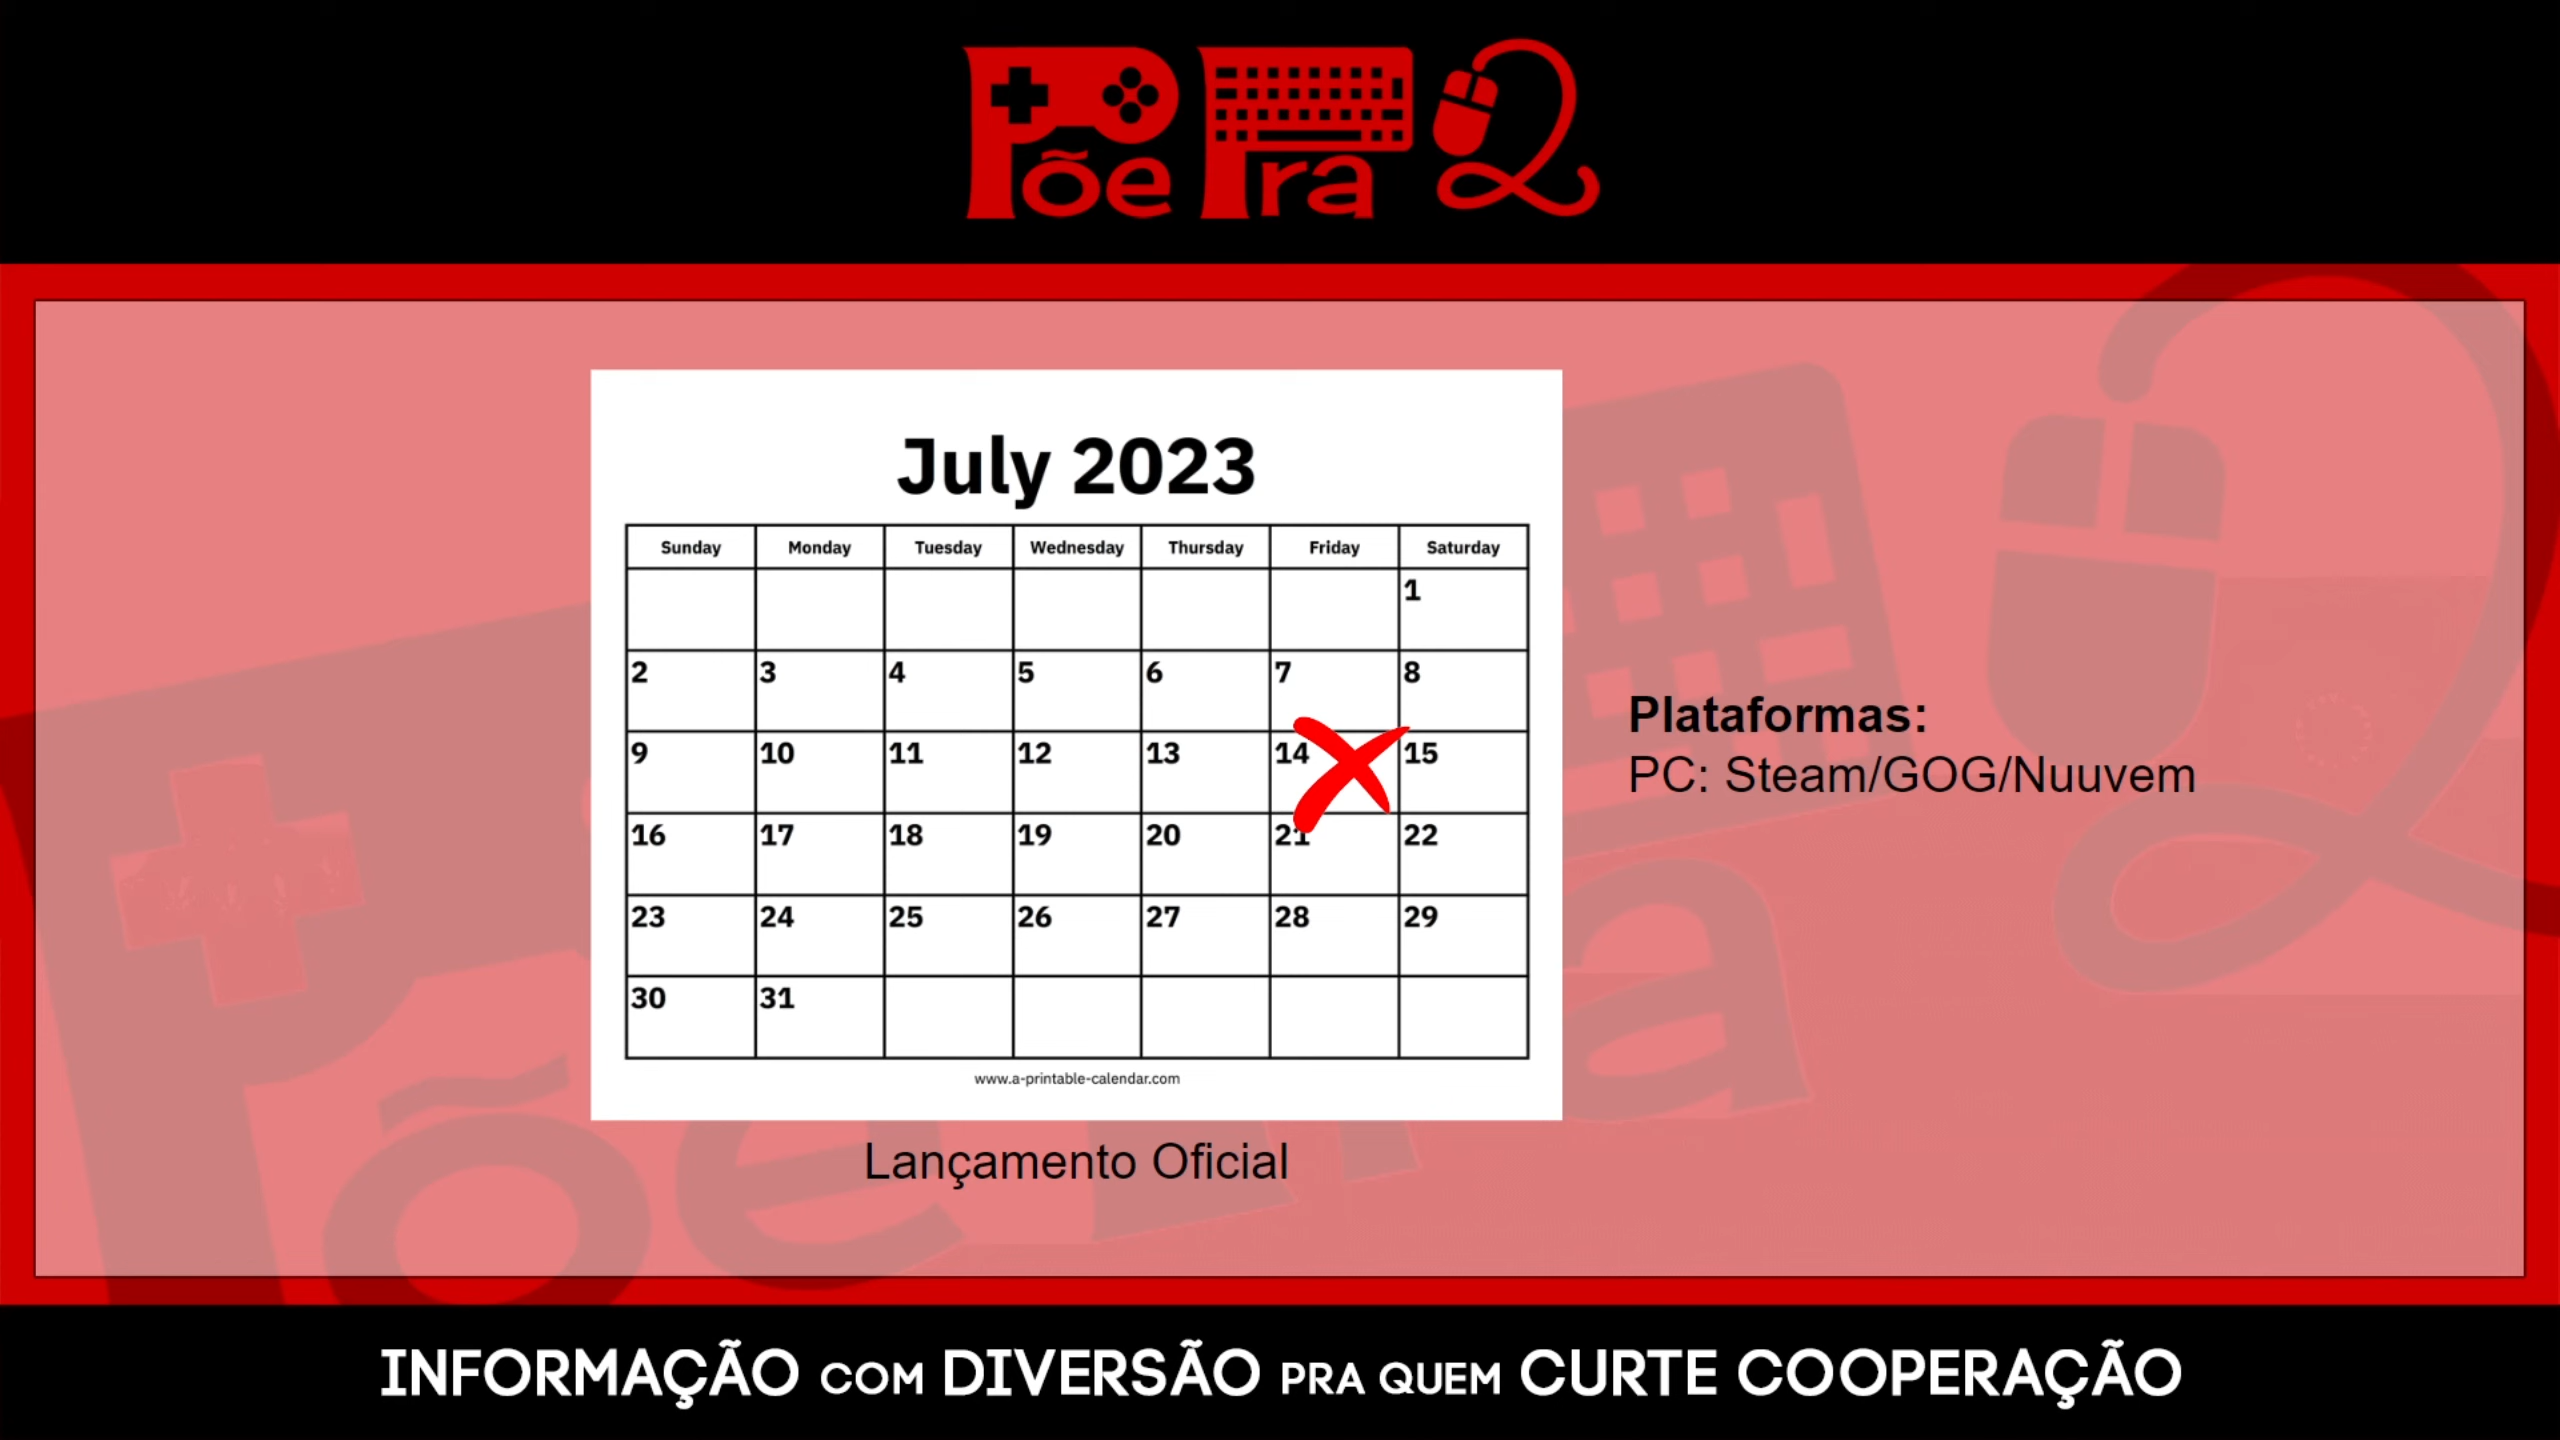 Põe Pra 2
July 2023
Sunday Monday Tuesday Wednesday Thursday Friday Saturday
1
2 3 4 5 6 7 8
9 10 11 12 13 14 15
16 17 18 19 20 21 22
23 24 25 26 27 28 29
30 31
www.a-printable-calendar.com
Lançamento Oficial
Plataformas:
PC: Steam/GOG/Nuuvem
INFORMAÇÃO COM DIVERSÃO PRA QUEM CURTE COOPERAÇÃO